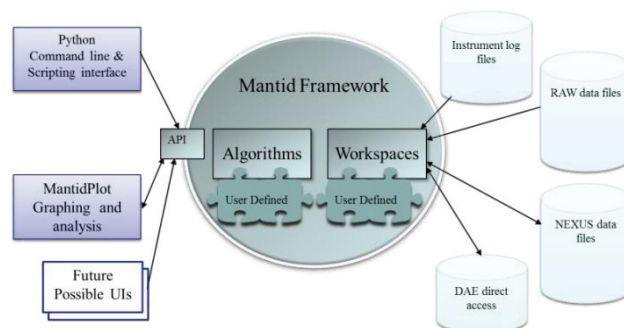 Python
Command line &
Scripting interface
Mantid Framework
Instrument log
files
RAW data files
API
Algorithms
Workspaces
User Defined
User Defined
MantidPlot
Graphing and
analysis
NEXUS data
files
Future
Possible UIs
DAE direct
access